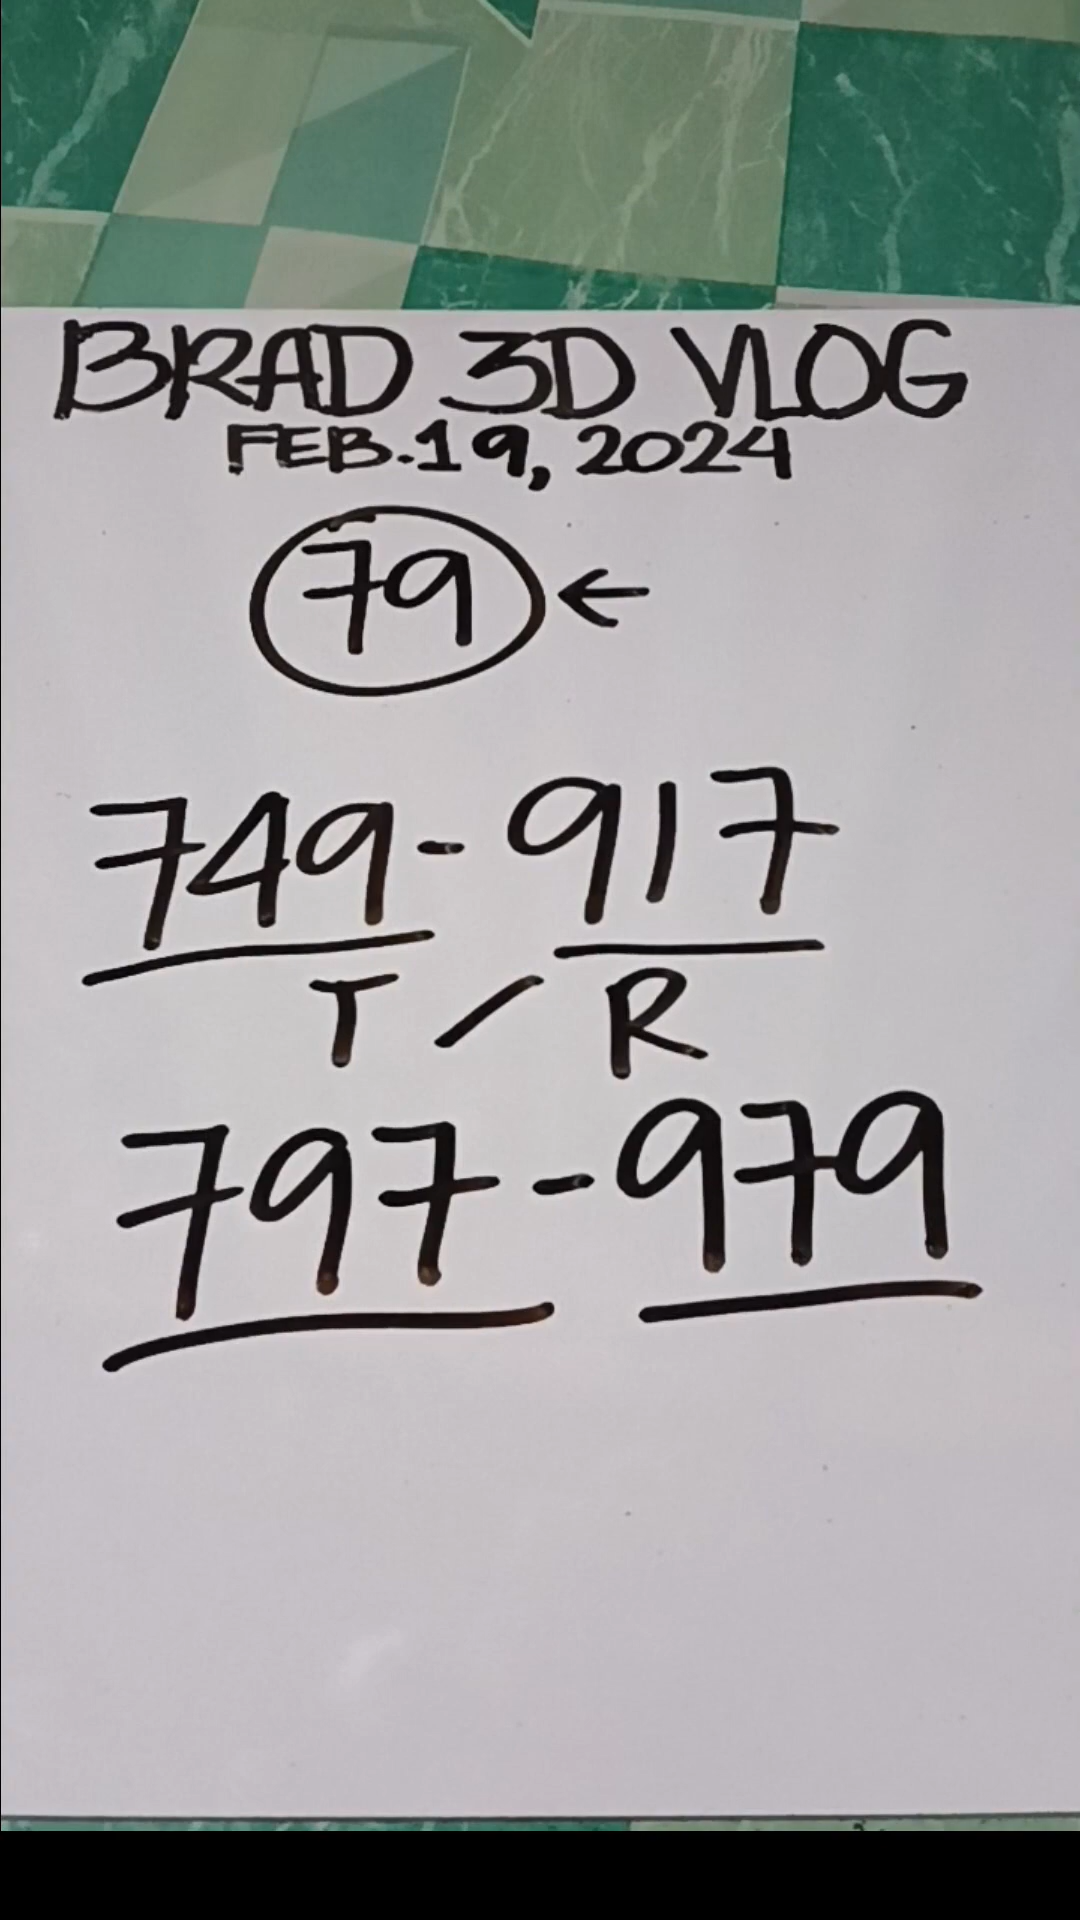 BRAD 3D VLOG
FEB.19, 2024
79 ←
749 - 917
T / R
797 - 979